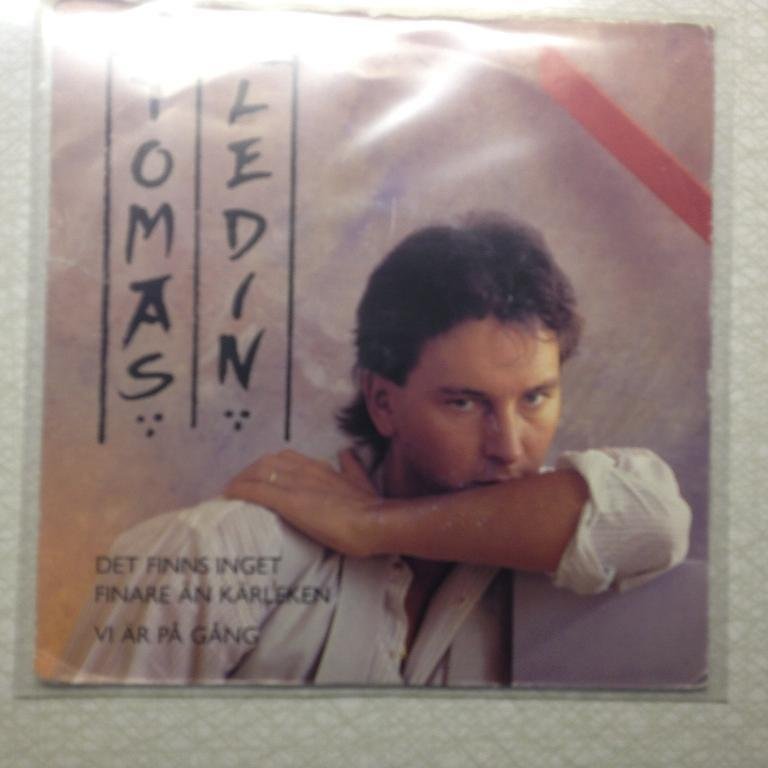 TOMAS
LEDIN
DET FINNS INGET
FINARE ÄN KÄRLEKEN
VI ÄR PÅ GÅNG